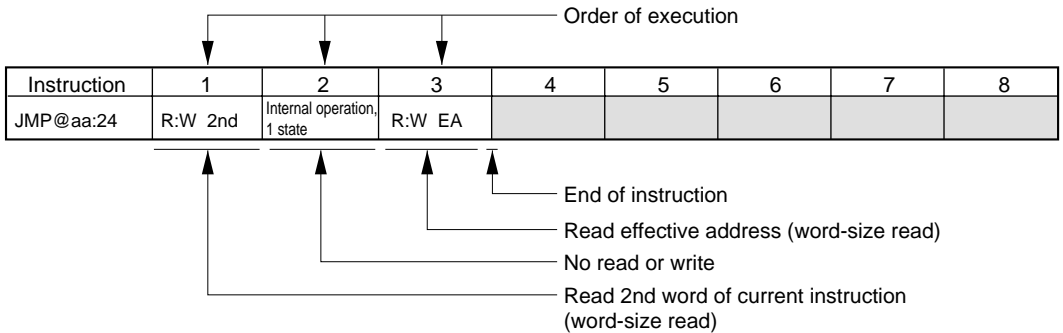 Order of execution
Instruction 1 2 3 4 5 6 7 8
JMP@aa:24 R:W 2nd Internal operation, 1 state R:W EA
End of instruction
Read effective address (word-size read)
No read or write
Read 2nd word of current instruction
(word-size read)